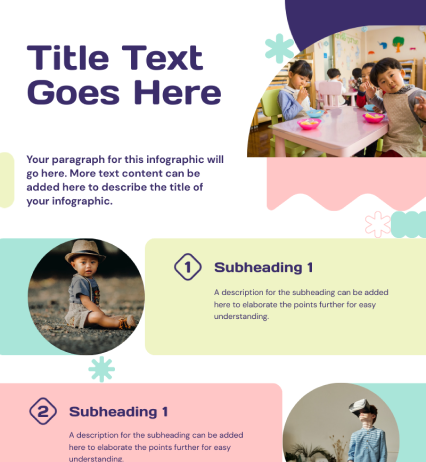 Title Text
Goes Here
Your paragraph for this infographic will
go here. More text content can be
added here to describe the title of
your infographic.
1
Subheading 1
A description for the subheading can be added
here to elaborate the points further for easy
understanding.
2
Subheading 1
A description for the subheading can be added
here to elaborate the points further for easy
understanding.